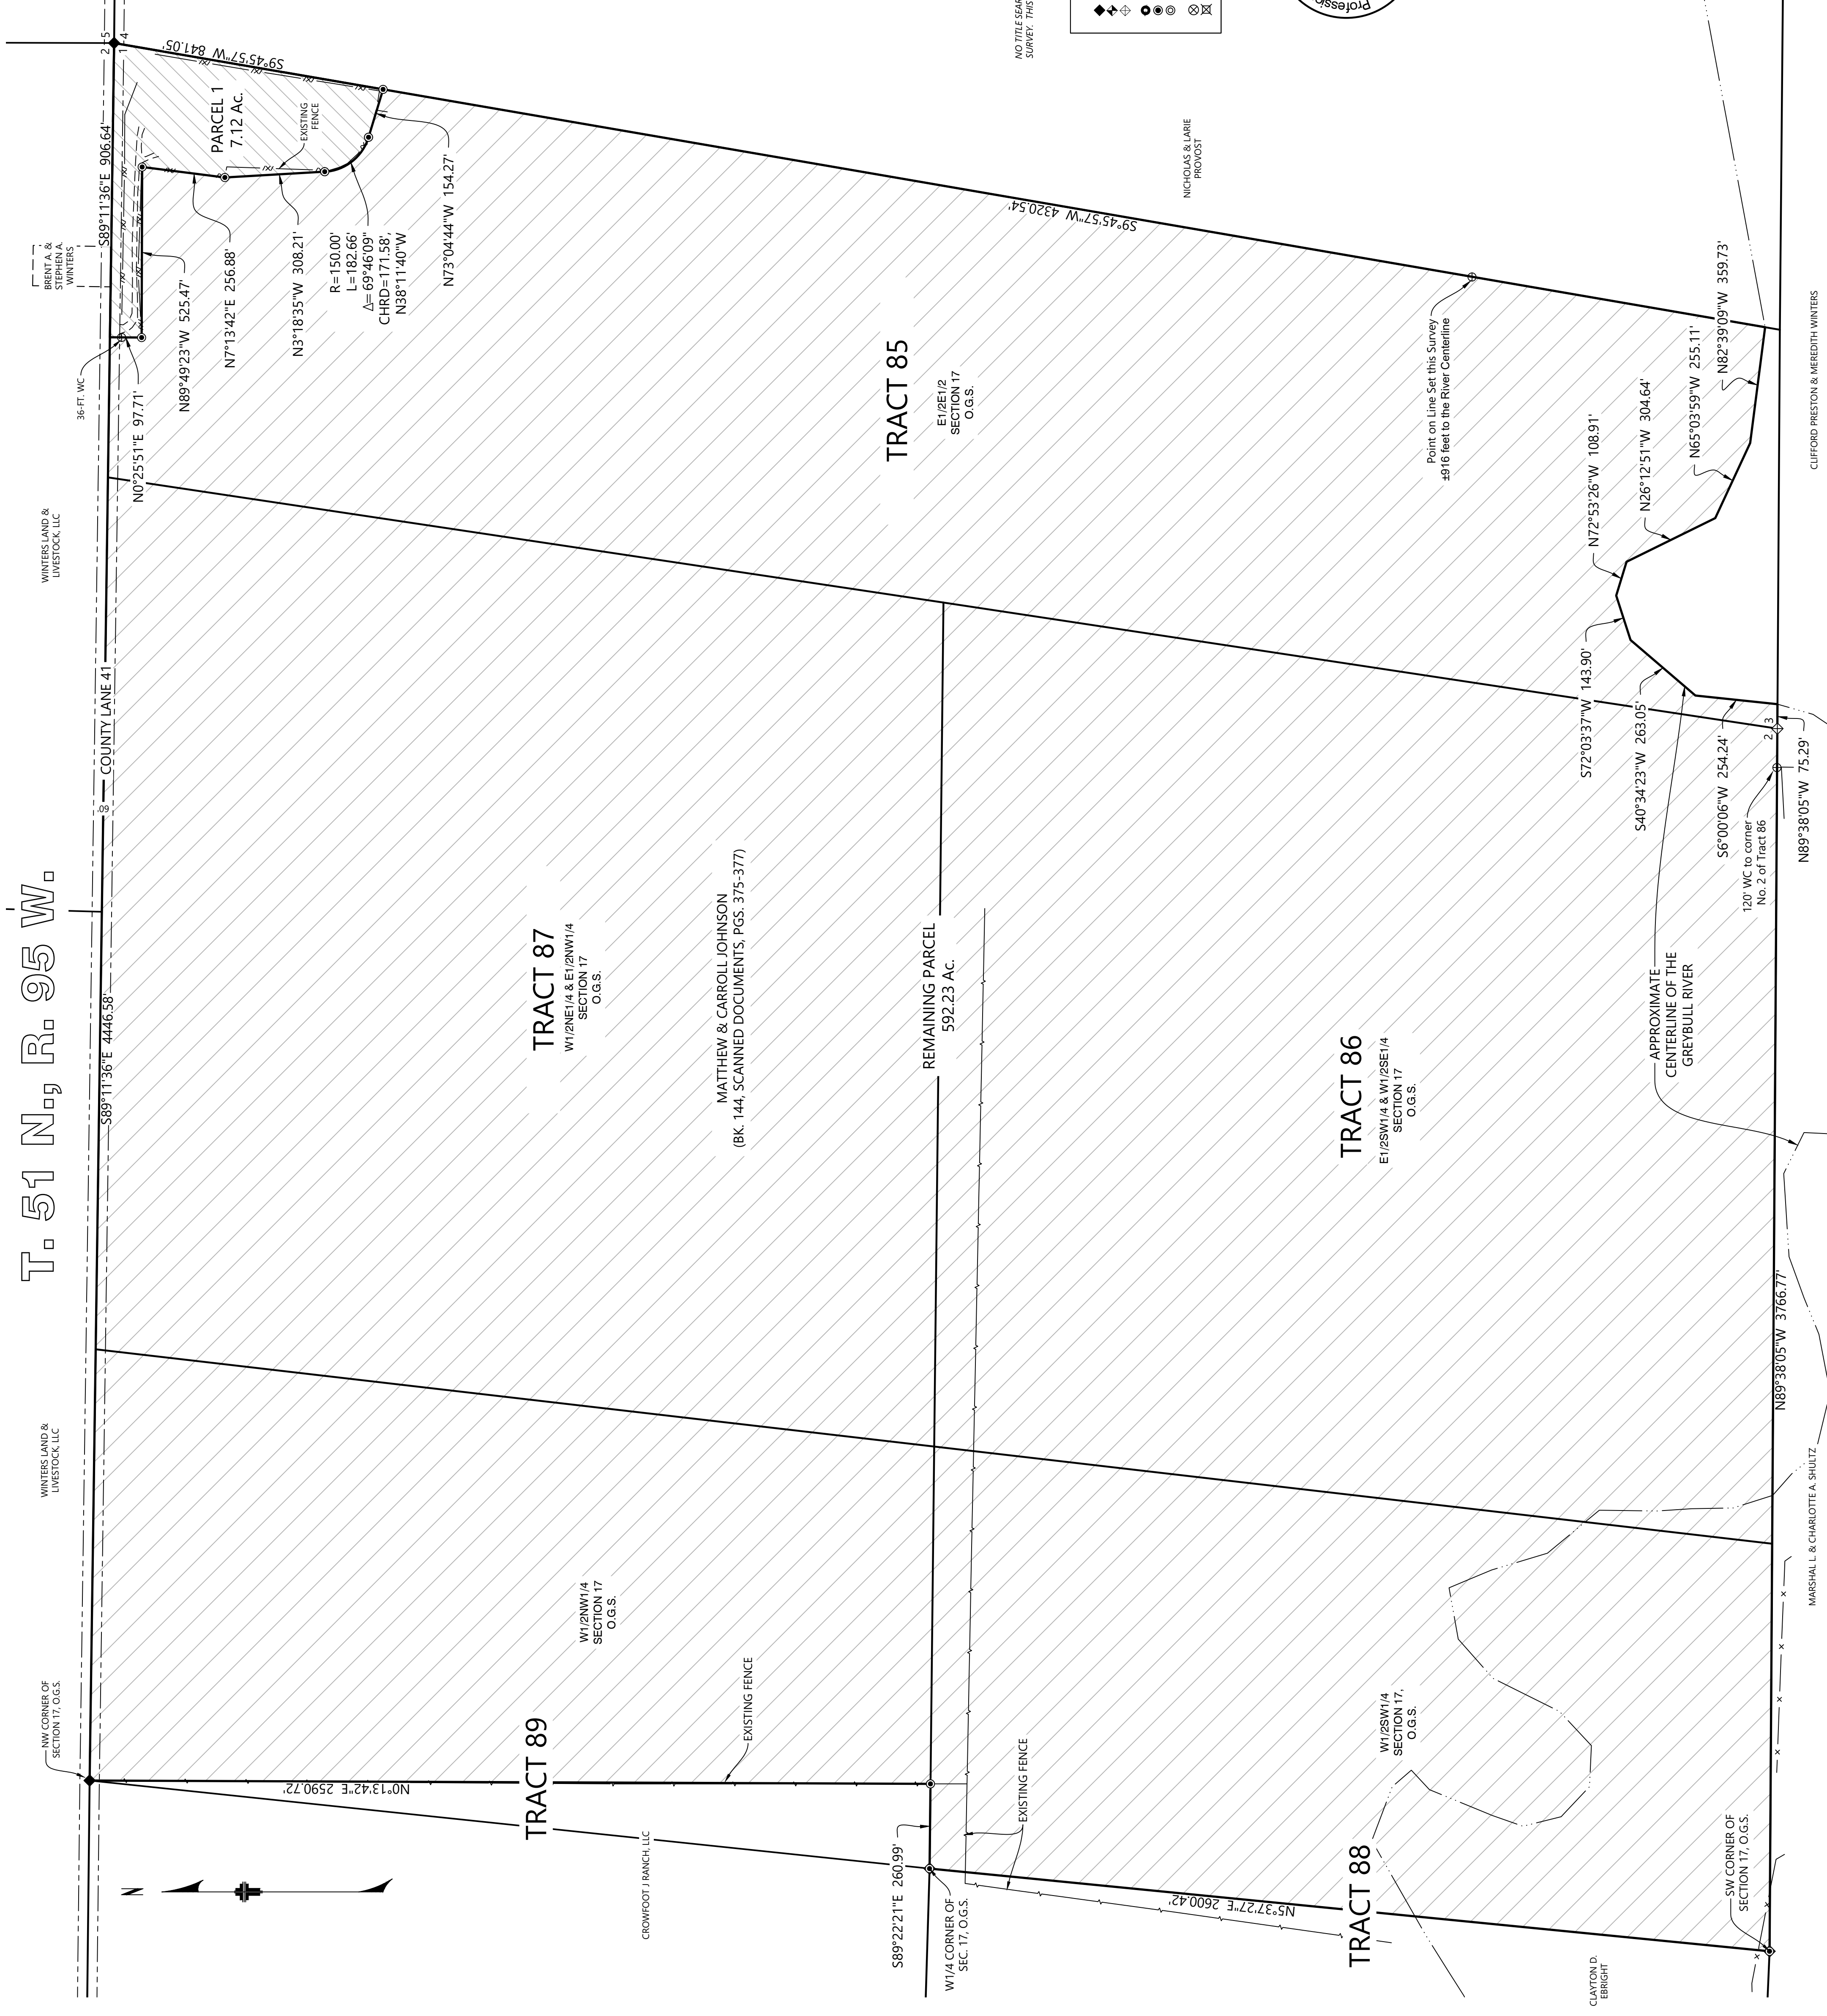 T. 51 N., R. 95 W.
NW CORNER OF
SECTION 17, O.G.S.
WINTERS LAND &
LIVESTOCK, LLC
WINTERS LAND &
LIVESTOCK, LLC
BRENT A. &
STEPHEN A.
WINTERS
36-FT. WC
S89°11'36"E 4446.58'
09
COUNTY LANE 41
S89°11'36"E 906.64'
2 5
1 4
N0°25'51"E 97.71'
N89°49'23"W 525.47'
N7°13'42"E 256.88'
N3°18'35"W 308.21'
R=150.00'
L=182.66'
Δ= 69°46'09"
CHRD=171.58',
N38°11'40"W
N73°04'44"W 154.27'
PARCEL 1
7.12 Ac.
EXISTING
FENCE
S9°45'57"W 841.05'
N
N0°13'42"E 2590.72'
TRACT 89
W1/2NW1/4
SECTION 17
O.G.S.
EXISTING FENCE
CROWFOOT J RANCH, LLC
TRACT 87
W1/2NE1/4 & E1/2NW1/4
SECTION 17
O.G.S.
MATTHEW & CARROLL JOHNSON
(BK. 144, SCANNED DOCUMENTS, PGS. 375-377)
REMAINING PARCEL
592.23 Ac.
TRACT 85
E1/2E1/2
SECTION 17
O.G.S.
S9°45'57"W 4320.54'
NICHOLAS & LARIE
PROVOST
NO TITLE SEAR
SURVEY. THIS
Professi
S89°22'21"E 260.99'
W1/4 CORNER OF
SEC. 17, O.G.S.
EXISTING FENCE
N5°37'27"E 2600.42'
TRACT 88
W1/2SW1/4
SECTION 17,
O.G.S.
TRACT 86
E1/2SW1/4 & W1/2SE1/4
SECTION 17
O.G.S.
Point on Line Set this Survey
±916 feet to the River Centerline
S72°03'37"W 143.90'
N72°53'26"W 108.91'
S40°34'23"W 263.05'
N26°12'51"W 304.64'
N65°03'59"W 255.11'
N82°39'09"W 359.73'
S6°00'06"W 254.24'
APPROXIMATE
CENTERLINE OF THE
GREYBULL RIVER
120' WC to corner
No. 2 of Tract 86
2 3
N89°38'05"W 75.29'
N89°38'05"W 3766.77'
CLAYTON D.
EBRIGHT
SW CORNER OF
SECTION 17, O.G.S.
MARSHAL L. & CHARLOTTE A. SHULTZ
CLIFFORD PRESTON & MEREDITH WINTERS